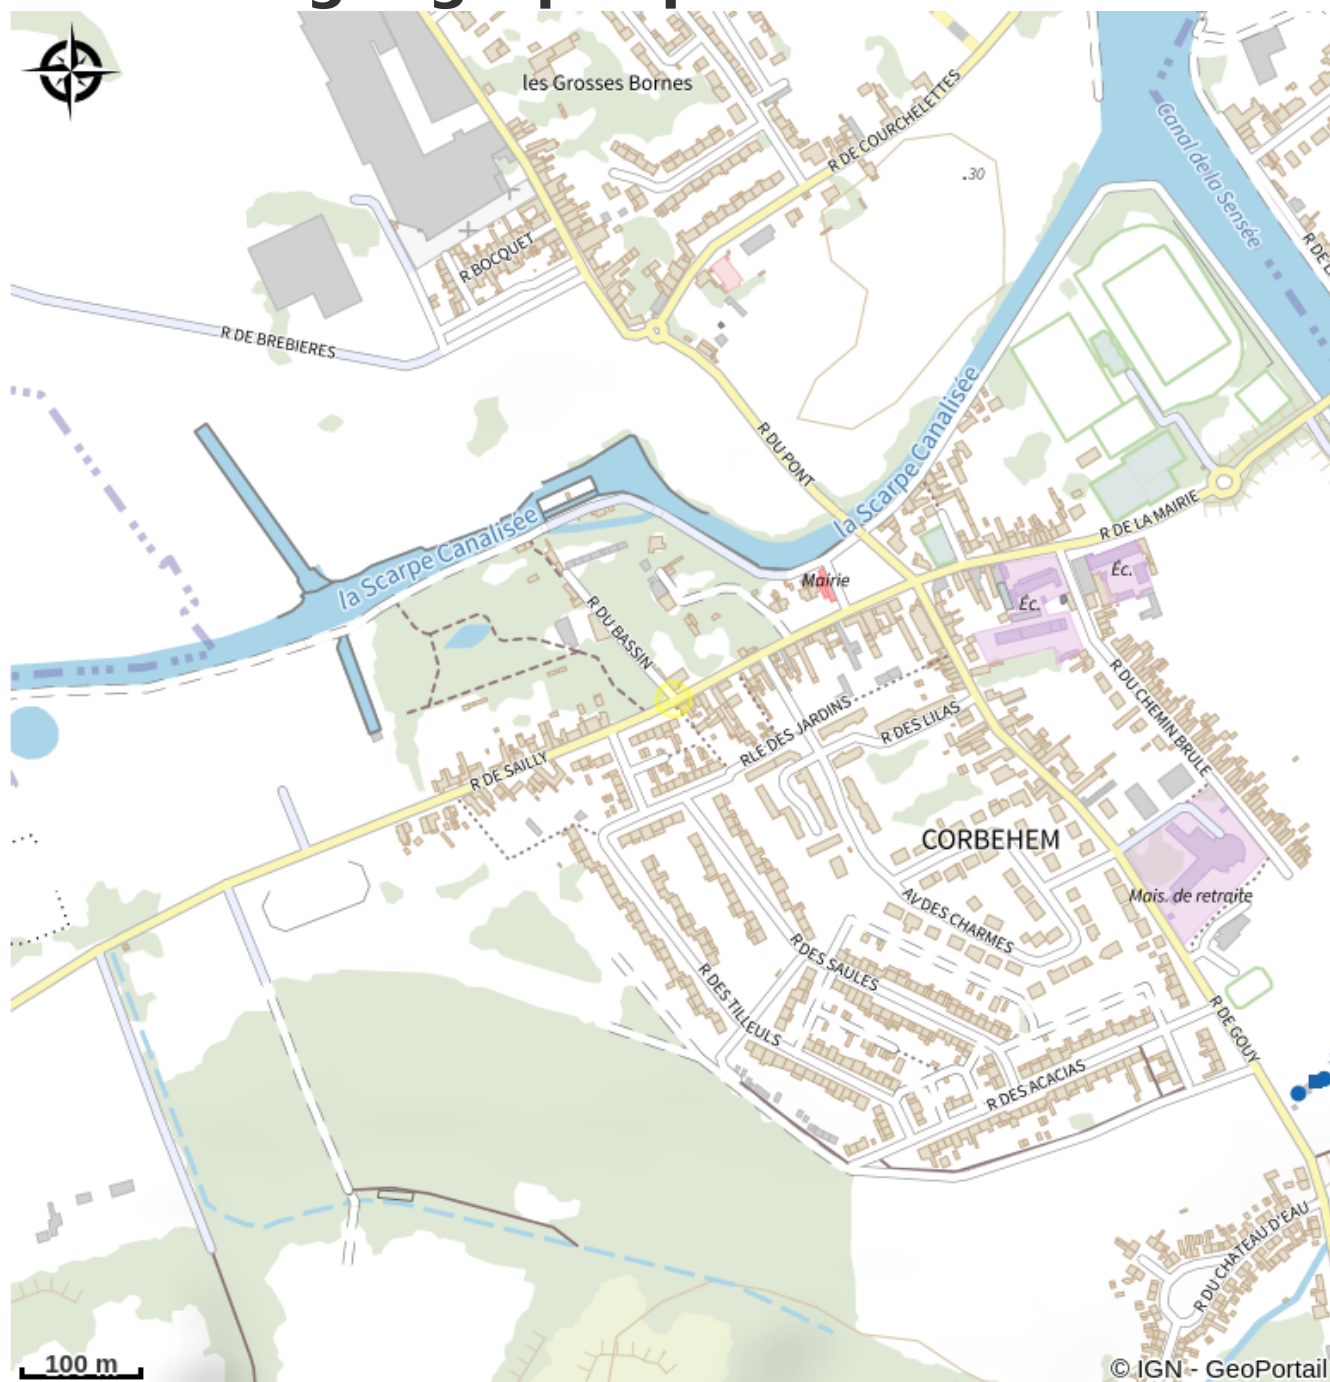 les Grosses Bornes
R DE COURCHELETTES
.30
Canal de la Sensée
R BOCQUET
R DE BREBIERES
R DU PONT
la Scarpe Canalisée
la Scarpe Canalisée
R DE LA MAIRIE
Mairie
Éc.
Éc.
R DU BASSIN
R DU CHEMIN BRULE
RLE DES JARDINS
R DES LILAS
R DE SAILLY
CORBEHEM
Mais. de retraite
AV DES CHARMES
R DES SAULES
R DES TILLEULS
R DE GOUY
R DES ACACIAS
R DU CHATEAU D'EAU
100 m
© IGN - GeoPortail